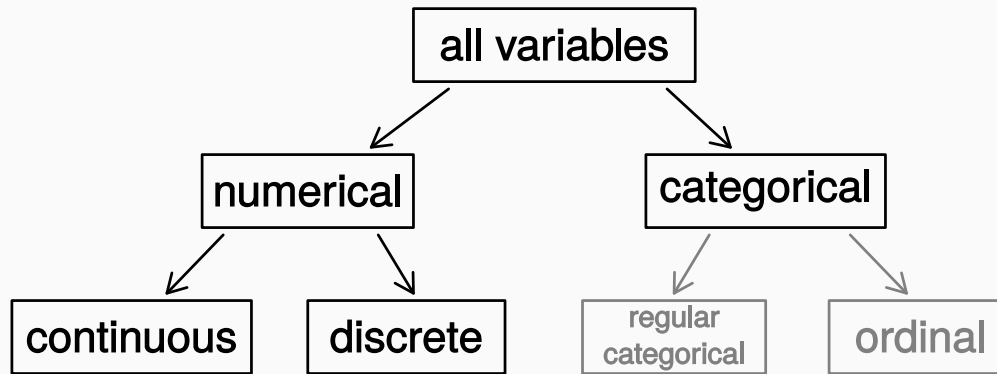 all variables
numerical
categorical
continuous
discrete
regular
categorical
ordinal